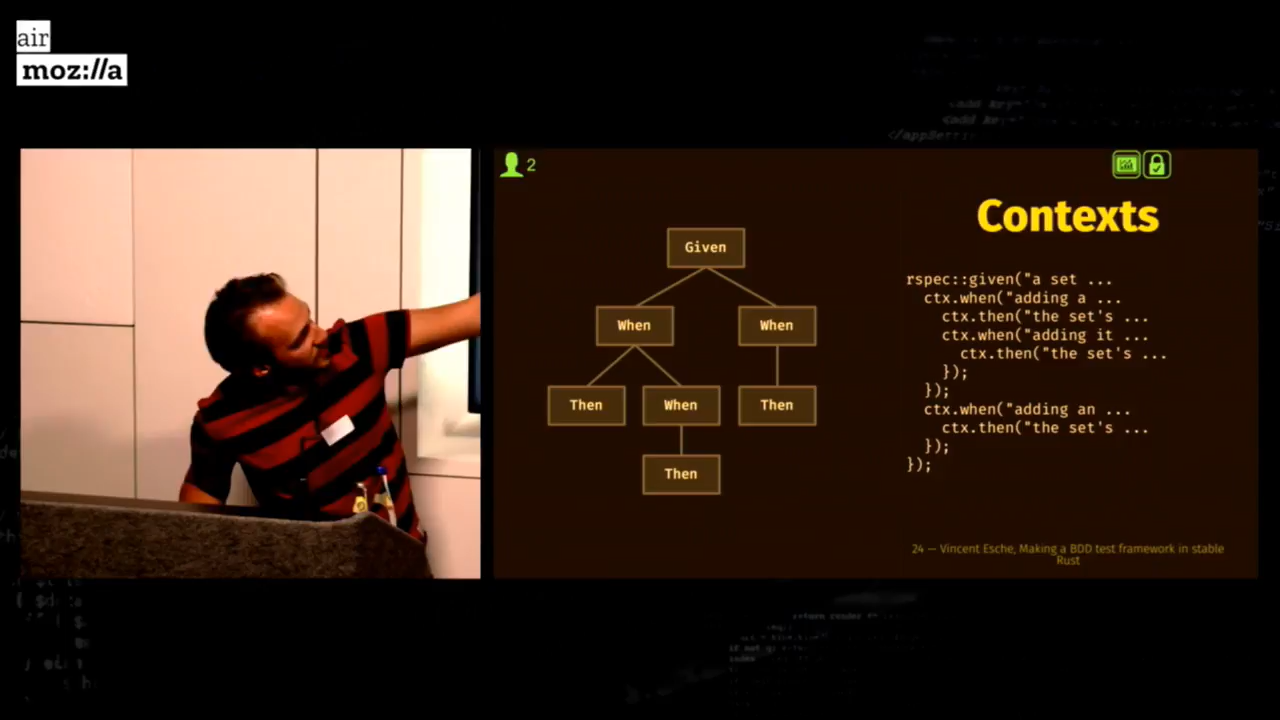 air
moz://a
2
Contexts
Given
When When
Then When Then
Then
rspec::given("a set ...
ctx.when("adding a ...
ctx.then("the set's ...
ctx.when("adding it ...
ctx.then("the set's ...
});
});
ctx.when("adding an ...
ctx.then("the set's ...
});
});
24 — Vincent Esche, Making a BDD test framework in stable
Rust